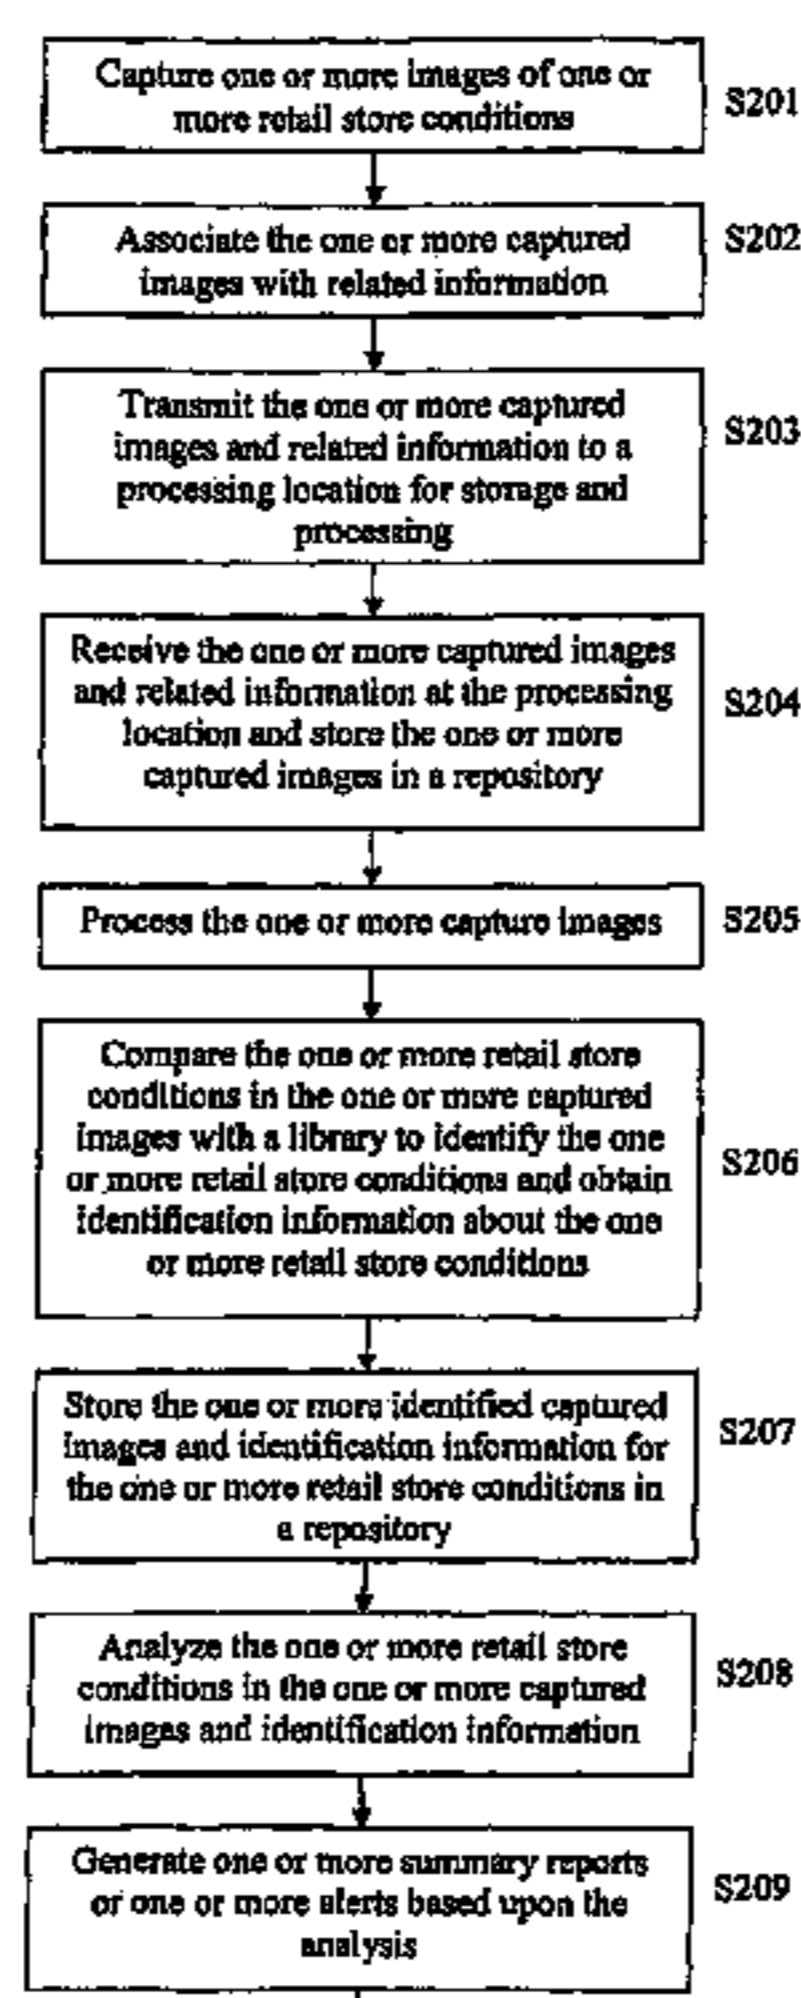 Capture one or more images of one or
more retail store conditions
S201
Associate the one or more captured
images with related information
S202
Transmit the one or more captured
images and related information to a
processing location for storage and
processing
S203
Receive the one or more captured images
and related information at the processing
location and store the one or more
captured images in a repository
S204
Process the one or more capture images
S205
Compare the one or more retail store
conditions in the one or more captured
images with a library to identify the one
or more retail store conditions and obtain
identification information about the one
or more retail store conditions
S206
Store the one or more identified captured
images and identification information for
the one or more retail store conditions in
a repository
S207
Analyze the one or more retail store
conditions in the one or more captured
images and identification information
S208
Generate one or more summary reports
or one or more alerts based upon the
analysis
S209